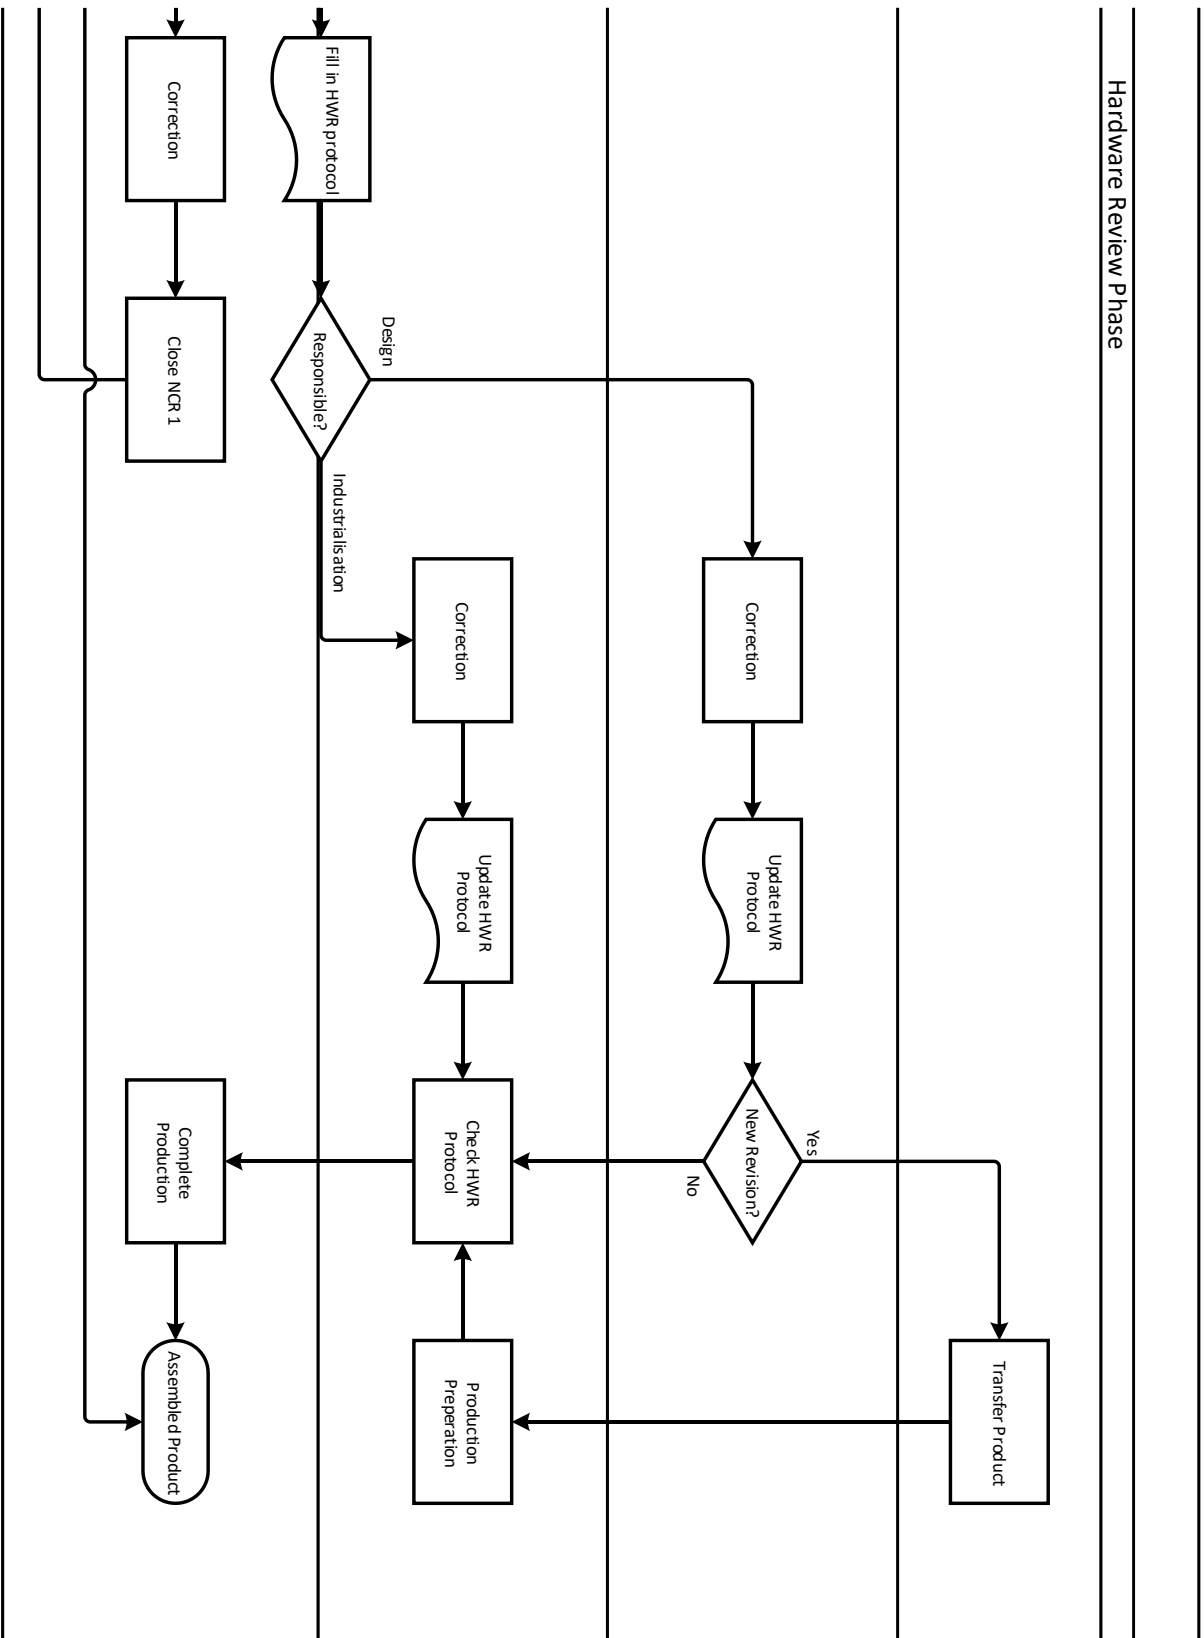 Hardware Review Phase
Transfer Product
Yes
Correction
Update HWR
Protocol
New Revision?
No
Design
Correction
Update HWR
Protocol
Check HWR
Protocol
Production
Preperation
Fill in HWR protocol
Responsible?
Industrialisation
Correction
Close NCR 1
Complete
Production
Assembled Product